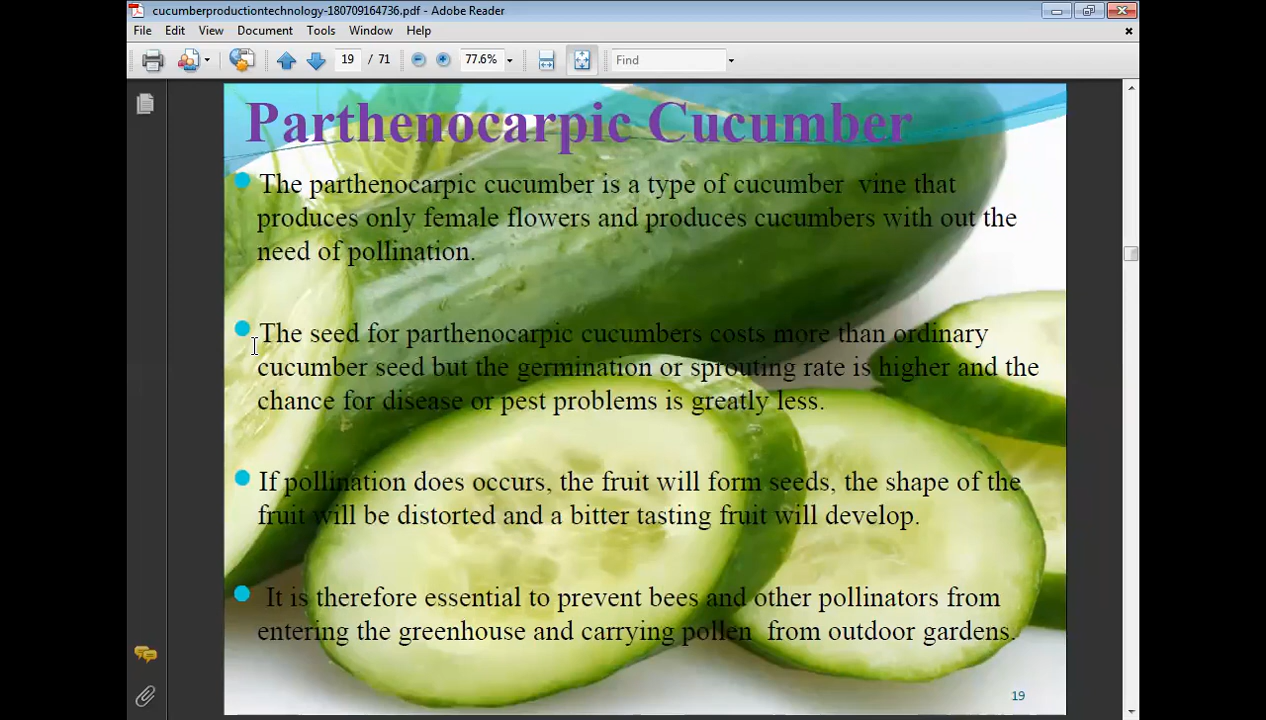 cucumberproductiontechnology-180709164736.pdf - Adobe Reader
File Edit View Document Tools Window Help
19 / 71 77.6% Find
Parthenocarpic Cucumber
The parthenocarpic cucumber is a type of cucumber vine that
produces only female flowers and produces cucumbers with out the
need of pollination.
The seed for parthenocarpic cucumbers costs more than ordinary
cucumber seed but the germination or sprouting rate is higher and the
chance for disease or pest problems is greatly less.
If pollination does occurs, the fruit will form seeds, the shape of the
fruit will be distorted and a bitter tasting fruit will develop.
It is therefore essential to prevent bees and other pollinators from
entering the greenhouse and carrying pollen from outdoor gardens.
19